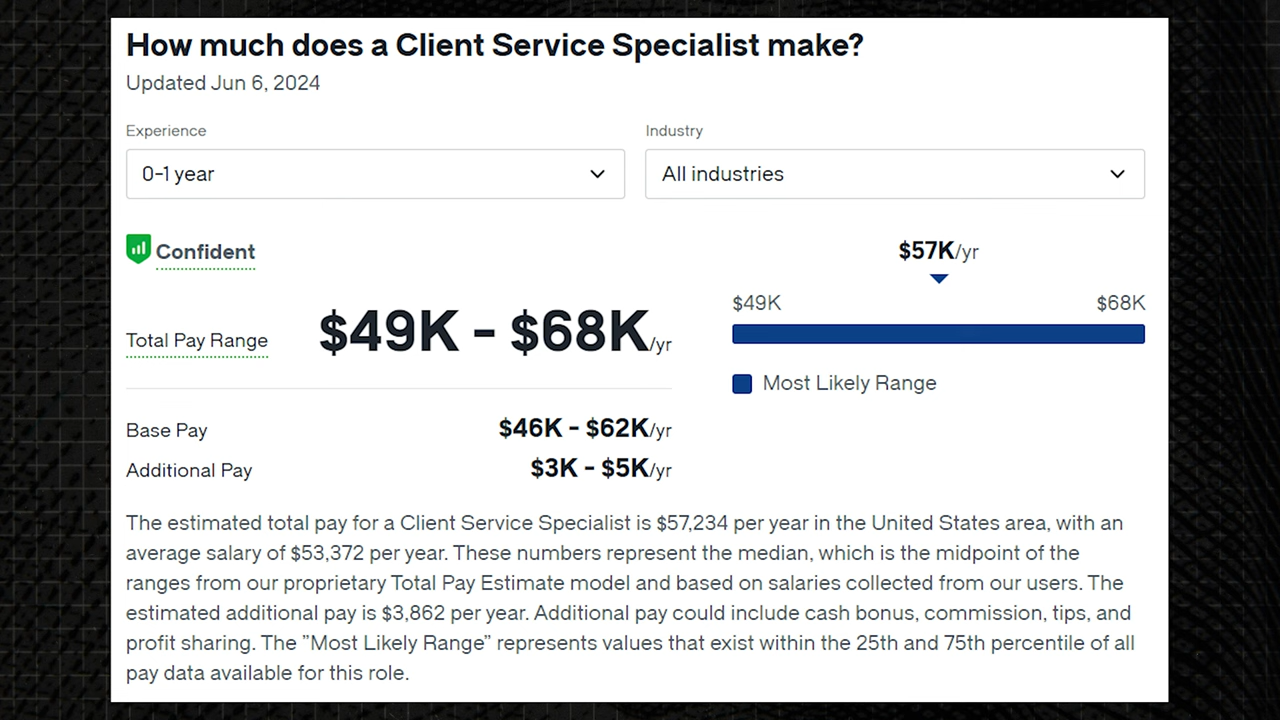 How much does a Client Service Specialist make?
Updated Jun 6, 2024
Experience
Industry
0-1 year
All industries
Confident
$57K/yr
$49K
$68K
Total Pay Range
$49K - $68K/yr
Most Likely Range
Base Pay
$46K - $62K/yr
Additional Pay
$3K - $5K/yr
The estimated total pay for a Client Service Specialist is $57,234 per year in the United States area, with an
average salary of $53,372 per year. These numbers represent the median, which is the midpoint of the
ranges from our proprietary Total Pay Estimate model and based on salaries collected from our users. The
estimated additional pay is $3,862 per year. Additional pay could include cash bonus, commission, tips, and
profit sharing. The "Most Likely Range" represents values that exist within the 25th and 75th percentile of all
pay data available for this role.